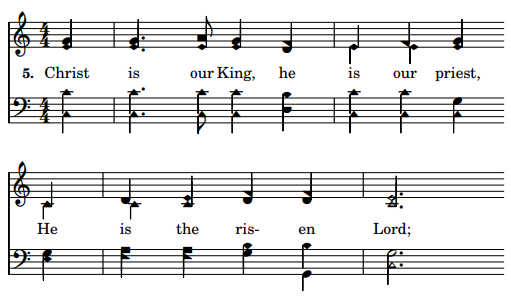 5. Christ is our King, he is our priest,
He is the ris- en Lord;